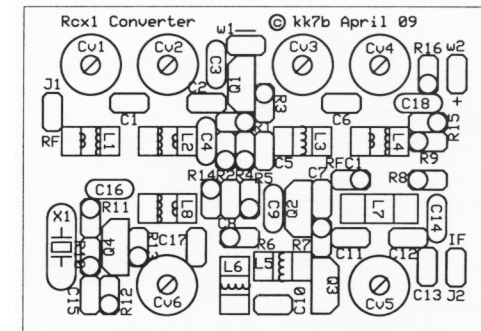 Rcx1 Converter © kk7b April 09
w1
Cv1 Cv2 C3 Q1 Cv3 Cv4 R16 w2
J1 C2 R3 C18 +
C1 C6 R15
RF L1 L2 C4 R1 L3 L4 R9
C5 RFC1 R8
C16 R14 R2 R4 R5 C7
X1 R11 L8 C9 Q2 L7 C14
C8
Q4 C17 R6 R7 C11 C12 IF
R13 L6 L5
C15 R12 Cv6 C10 Q3 Cv5 C13 J2